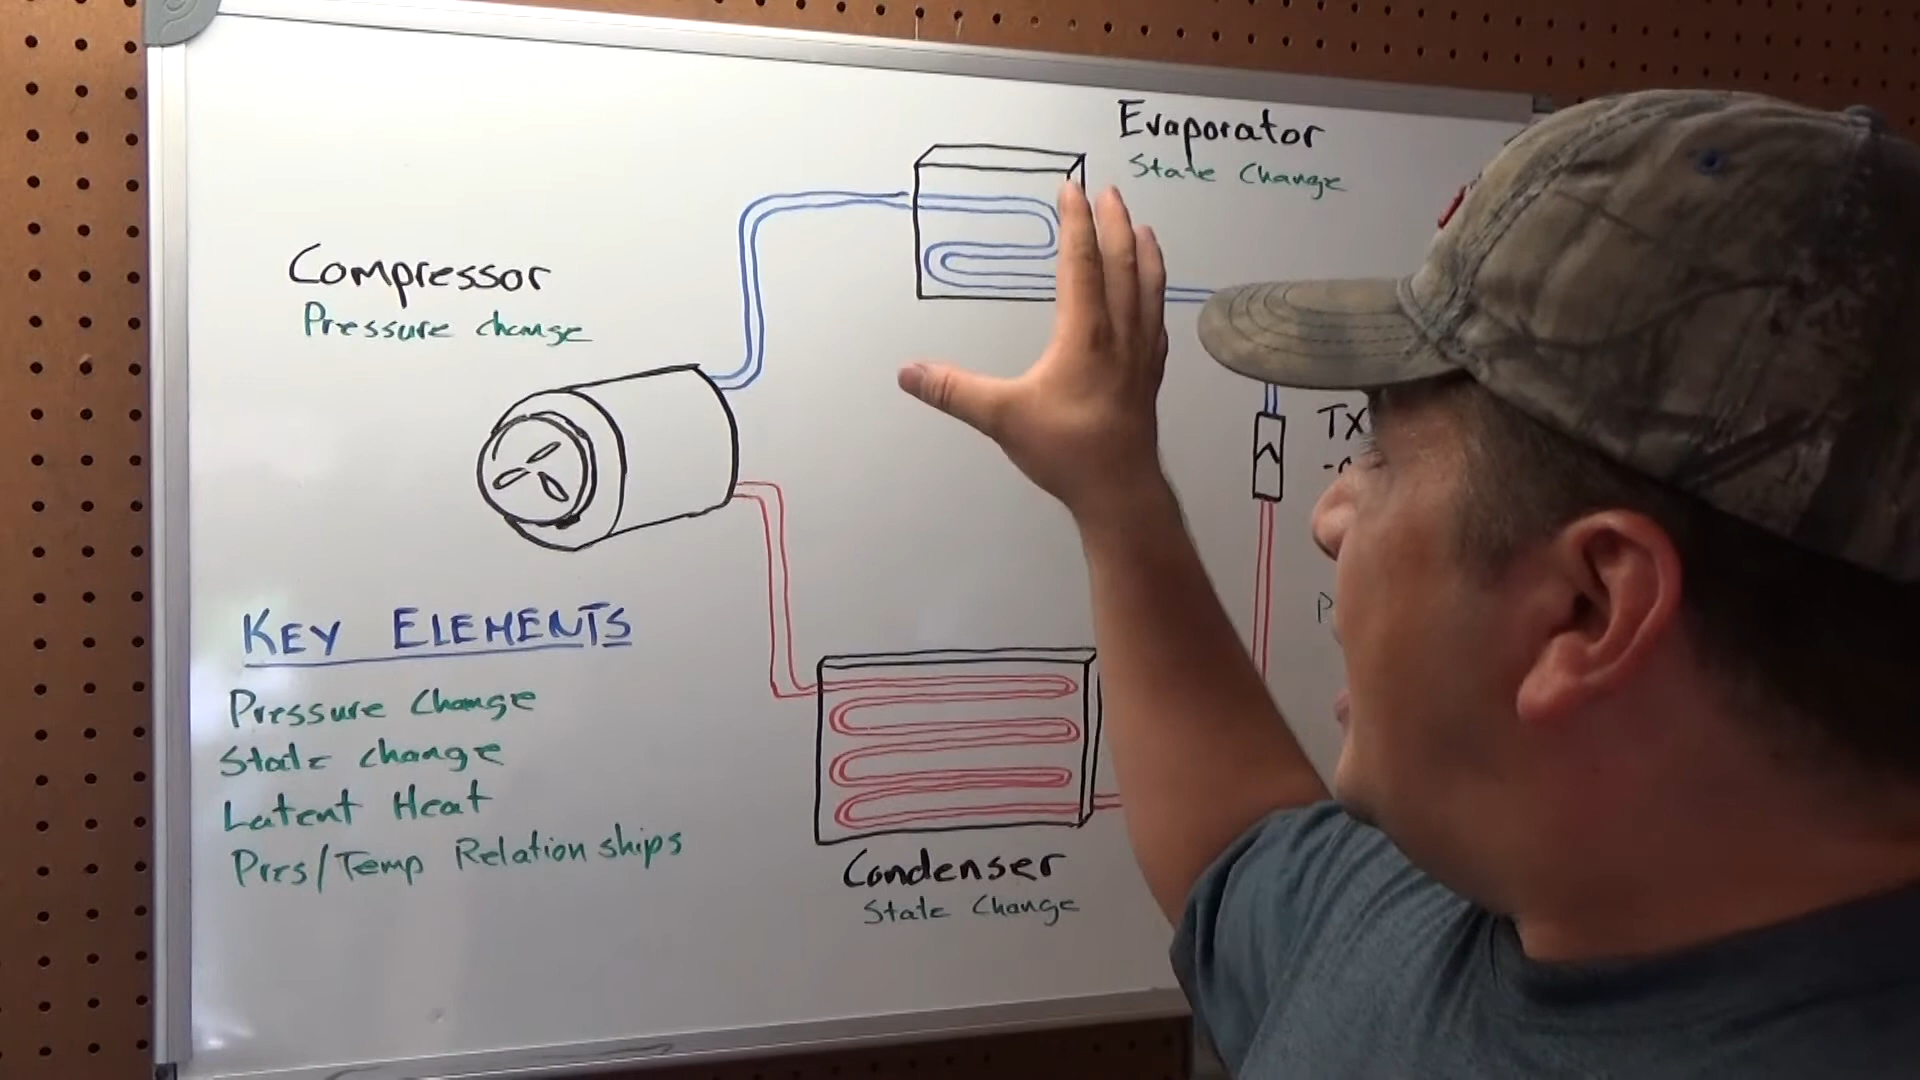 Evaporator
State Change
Compressor
Pressure change
TX
KEY ELEMENTS
Pressure Change
State change
Latent Heat
Pres/Temp Relationships
Condenser
State Change